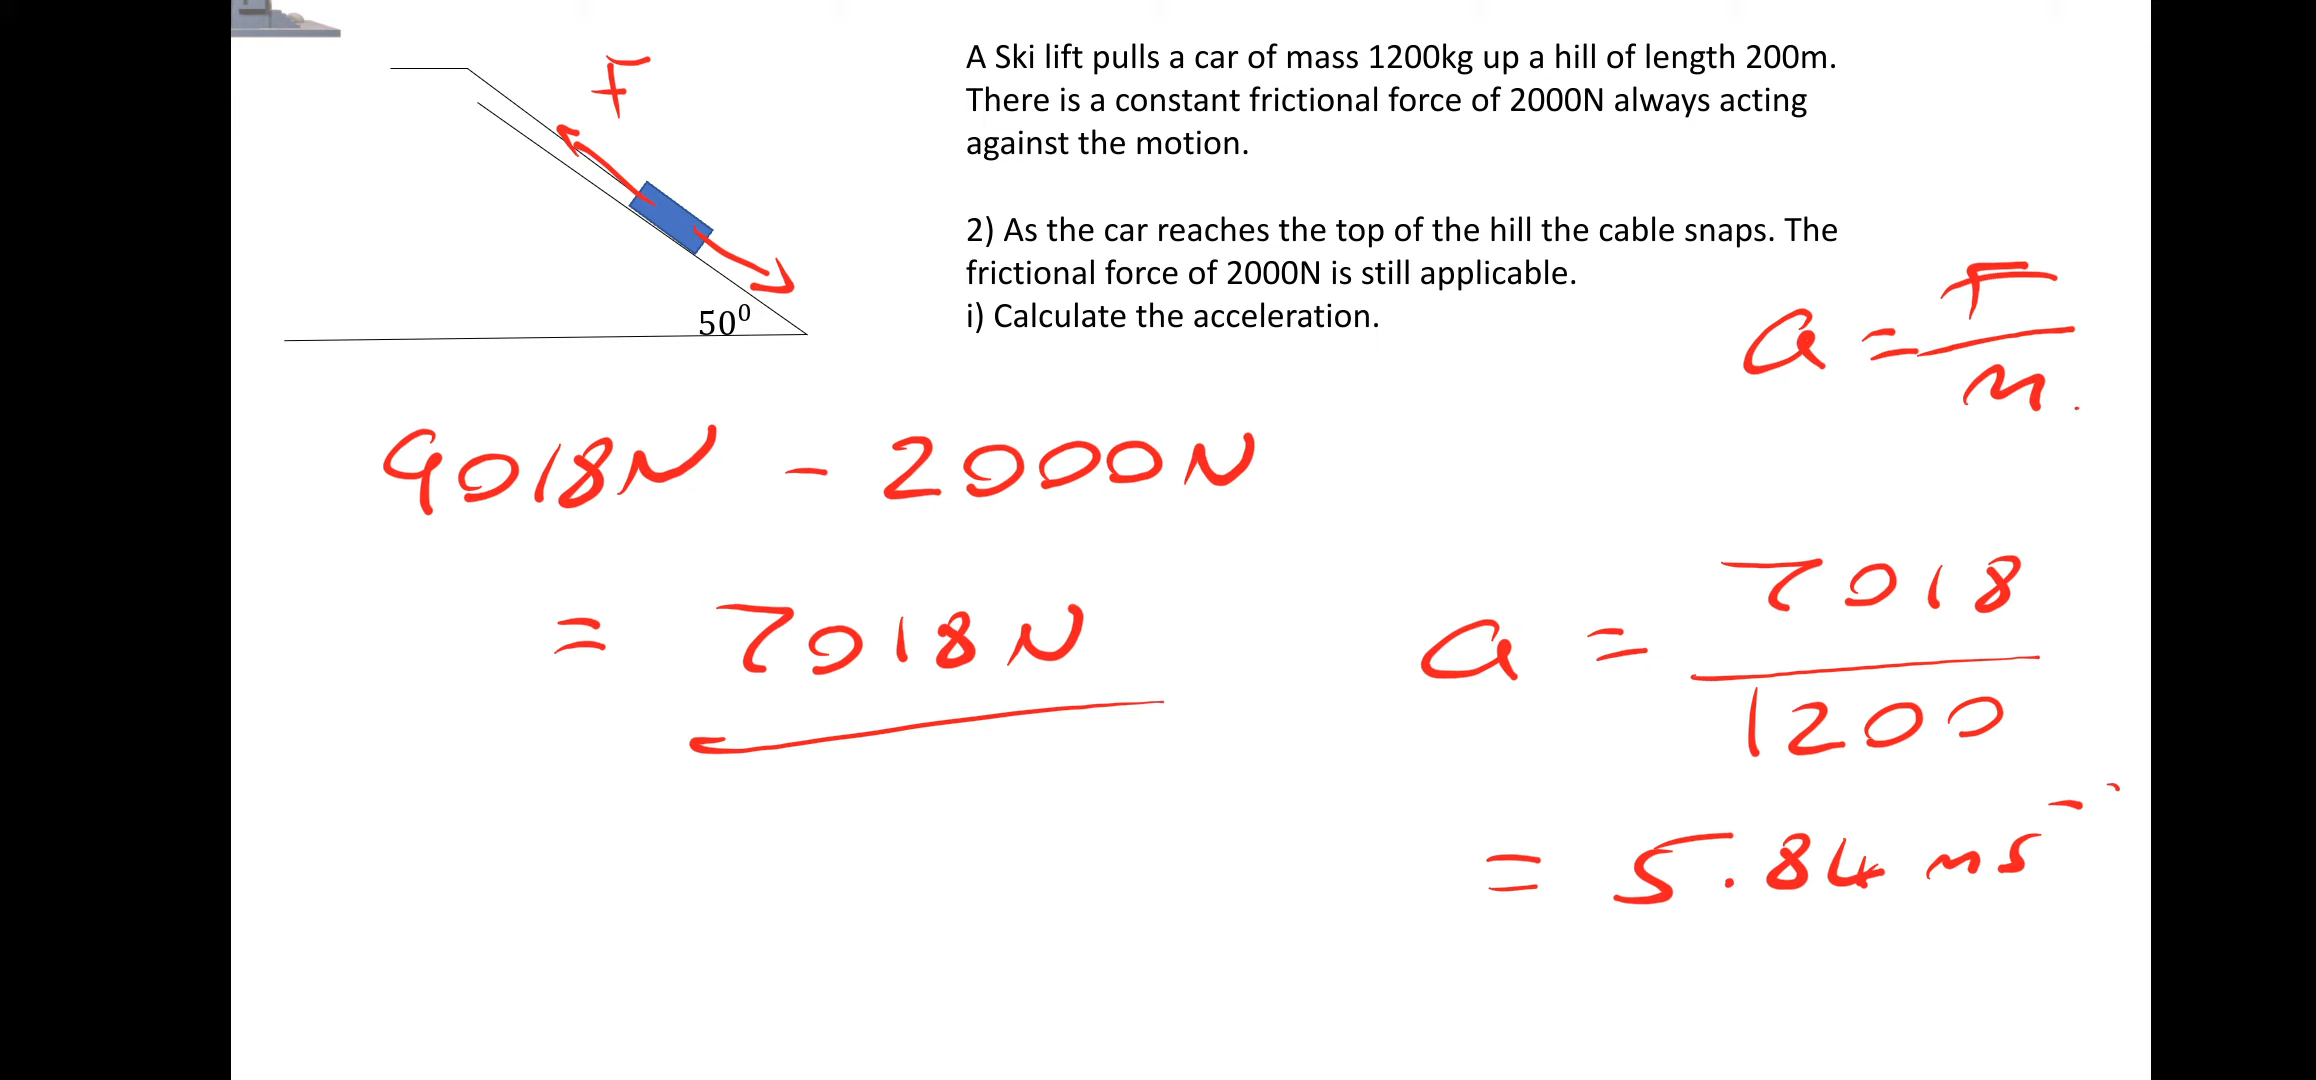 F
A Ski lift pulls a car of mass 1200kg up a hill of length 200m.
There is a constant frictional force of 2000N always acting
against the motion.
2) As the car reaches the top of the hill the cable snaps. The
frictional force of 2000N is still applicable.
i) Calculate the acceleration.
50⁰
a = F/m.
9018N - 2000N
= 7018N
a = 7018/1200
= 5.84 ms⁻